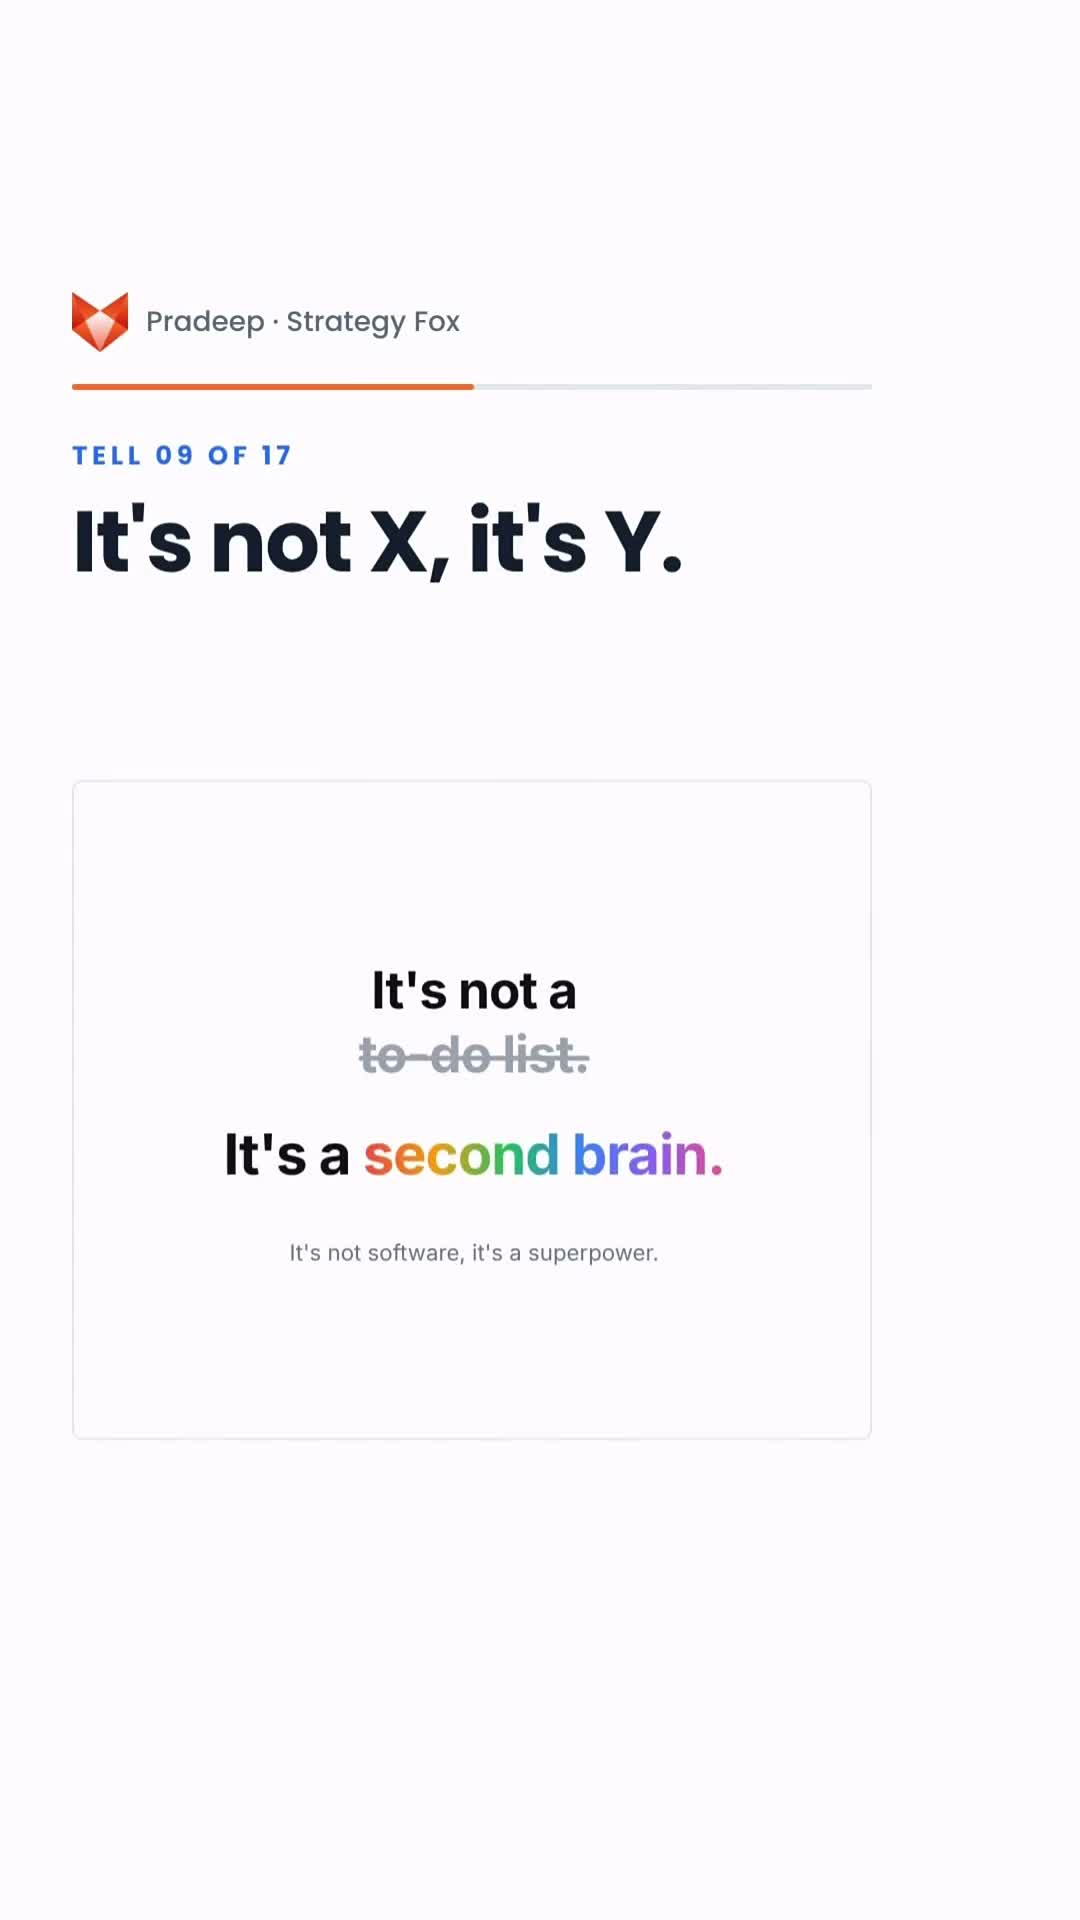 Pradeep · Strategy Fox
TELL 09 OF 17
It's not X, it's Y.
It's not a
to-do list.
It's a second brain.
It's not software, it's a superpower.